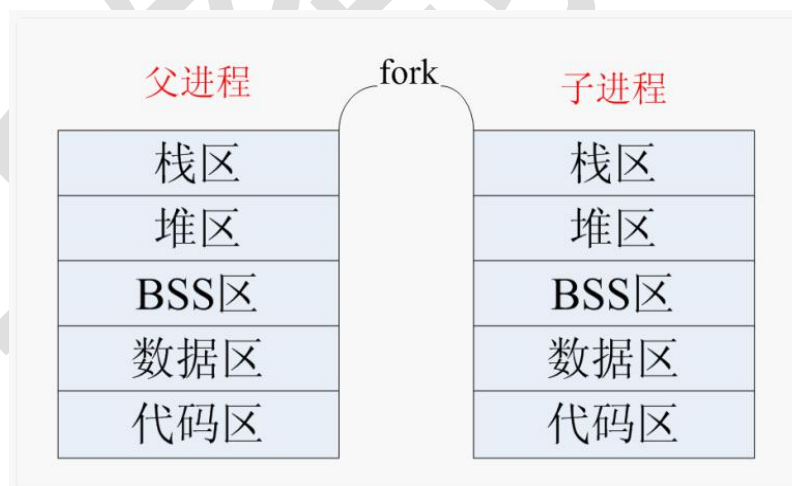 父进程 fork 子进程
栈区 栈区
堆区 堆区
BSS区 BSS区
数据区 数据区
代码区 代码区